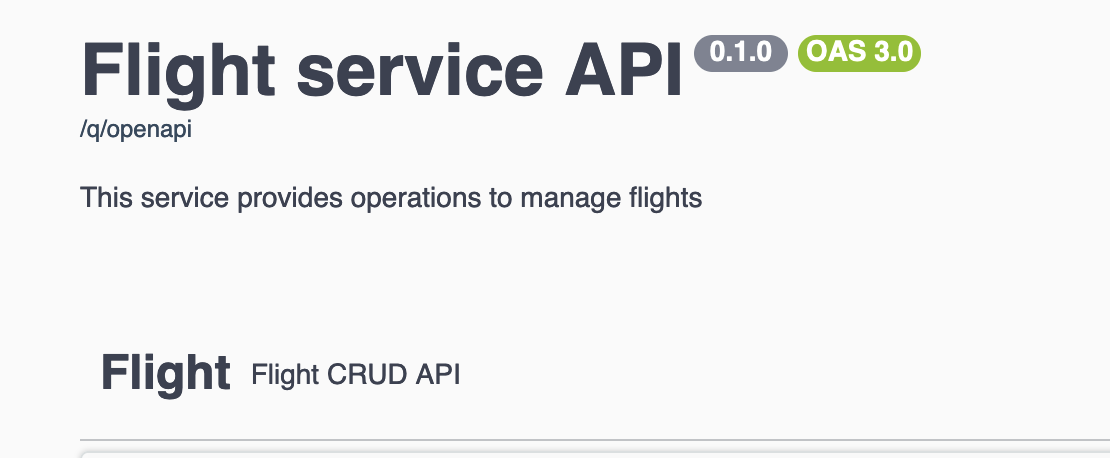 Flight service API 0.1.0 OAS 3.0
/q/openapi
This service provides operations to manage flights
Flight Flight CRUD API